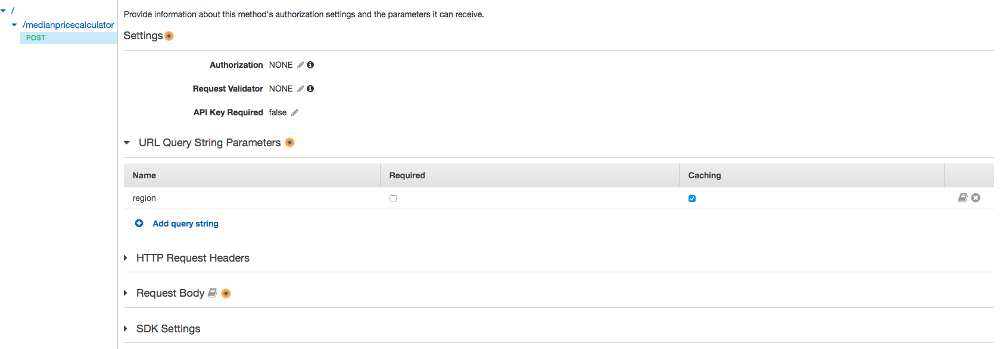 /
/medianpricecalculator
POST
Provide information about this method's authorization settings and the parameters it can receive.
Settings
Authorization NONE
Request Validator NONE
API Key Required false
URL Query String Parameters
Name Required Caching
region
Add query string
HTTP Request Headers
Request Body
SDK Settings